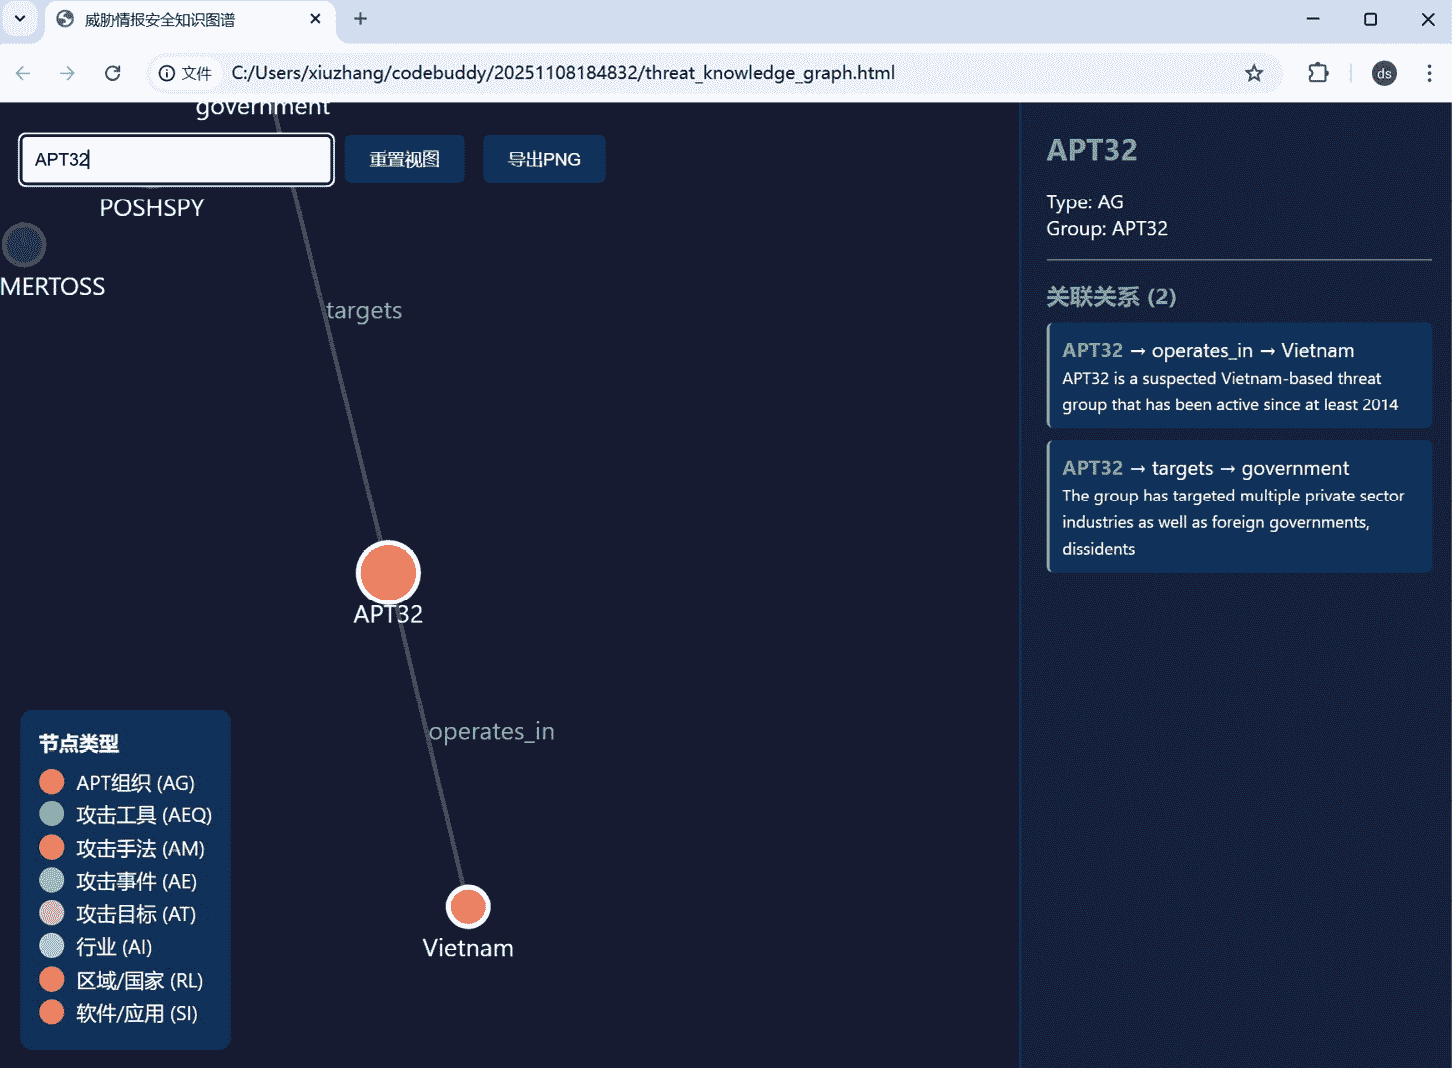 威胁情报安全知识图谱
文件
C:/Users/xiuzhang/codebuddy/20251108184832/threat_knowledge_graph.html
ds
government
APT32
重置视图
导出PNG
POSHSPY
MERTOSS
targets
APT32
operates_in
Vietnam
节点类型
APT组织 (AG)
攻击工具 (AEQ)
攻击手法 (AM)
攻击事件 (AE)
攻击目标 (AT)
行业 (AI)
区域/国家 (RL)
软件/应用 (SI)
APT32
Type: AG
Group: APT32
关联关系 (2)
APT32 → operates_in → Vietnam
APT32 is a suspected Vietnam-based threat
group that has been active since at least 2014
APT32 → targets → government
The group has targeted multiple private sector
industries as well as foreign governments,
dissidents